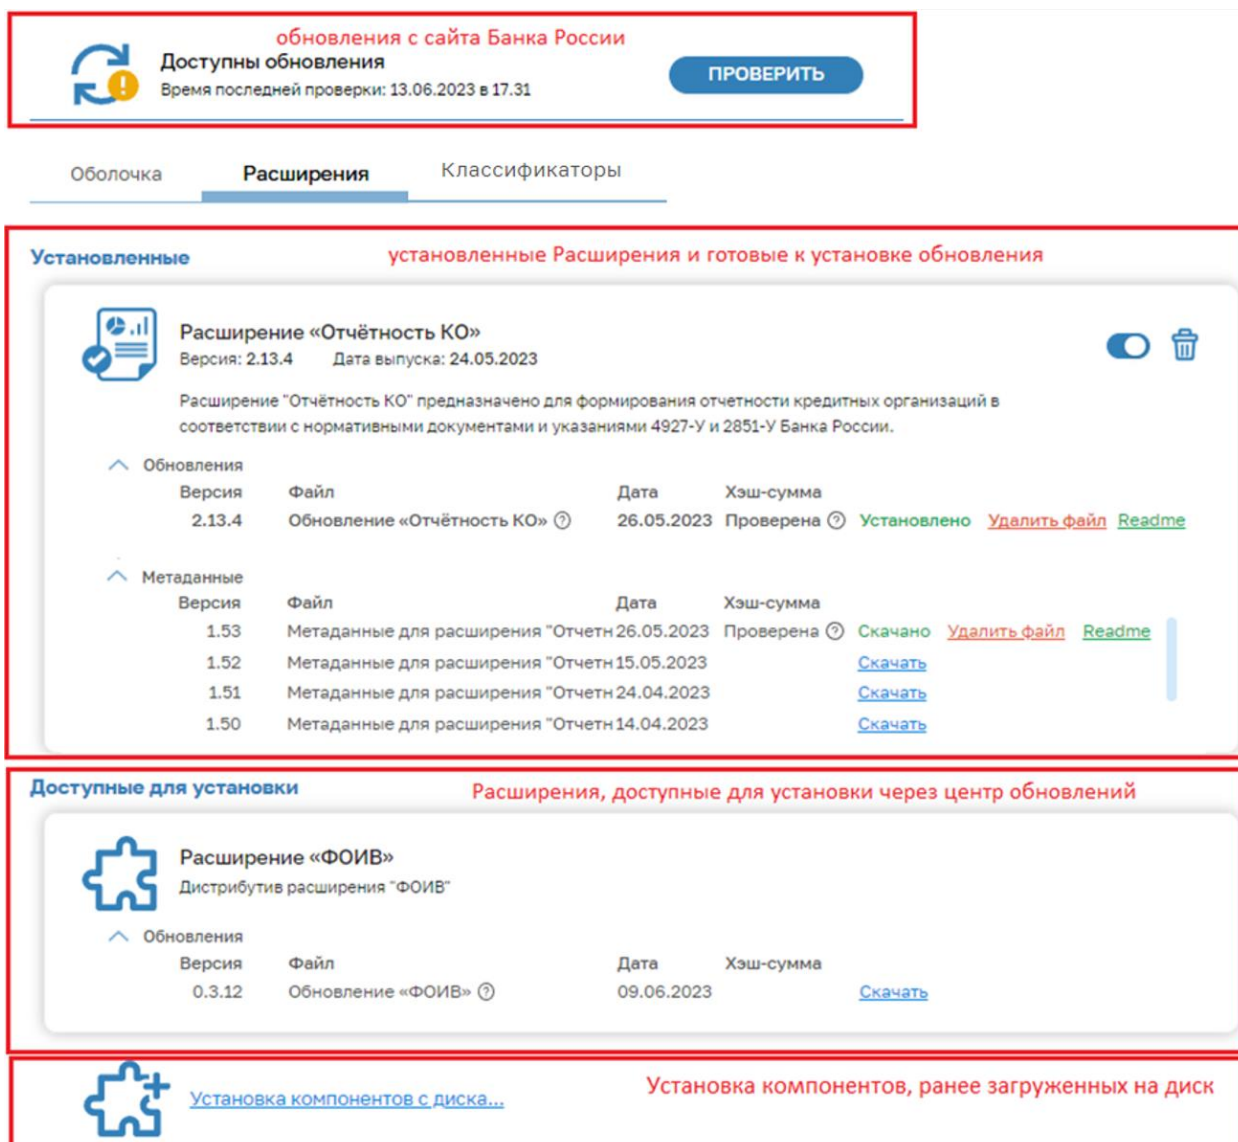 обновления с сайта Банка России
Доступны обновления
Время последней проверки: 13.06.2023 в 17.31
ПРОВЕРИТЬ
Оболочка Расширения Классификаторы
Установленные установленные Расширения и готовые к установке обновления
Расширение «Отчётность КО»
Версия: 2.13.4 Дата выпуска: 24.05.2023
Расширение "Отчётность КО" предназначено для формирования отчетности кредитных организаций в
соответствии с нормативными документами и указаниями 4927-У и 2851-У Банка России.
Обновления
Версия Файл Дата Хэш-сумма
2.13.4 Обновление «Отчётность КО» ? 26.05.2023 Проверена ? Установлено Удалить файл Readme
Метаданные
Версия Файл Дата Хэш-сумма
1.53 Метаданные для расширения "Отчетн 26.05.2023 Проверена ? Скачано Удалить файл Readme
1.52 Метаданные для расширения "Отчетн 15.05.2023 Скачать
1.51 Метаданные для расширения "Отчетн 24.04.2023 Скачать
1.50 Метаданные для расширения "Отчетн 14.04.2023 Скачать
Доступные для установки Расширения, доступные для установки через центр обновлений
Расширение «ФОИВ»
Дистрибутив расширения "ФОИВ"
Обновления
Версия Файл Дата Хэш-сумма
0.3.12 Обновление «ФОИВ» ? 09.06.2023 Скачать
Установка компонентов с диска... Установка компонентов, ранее загруженных на диск